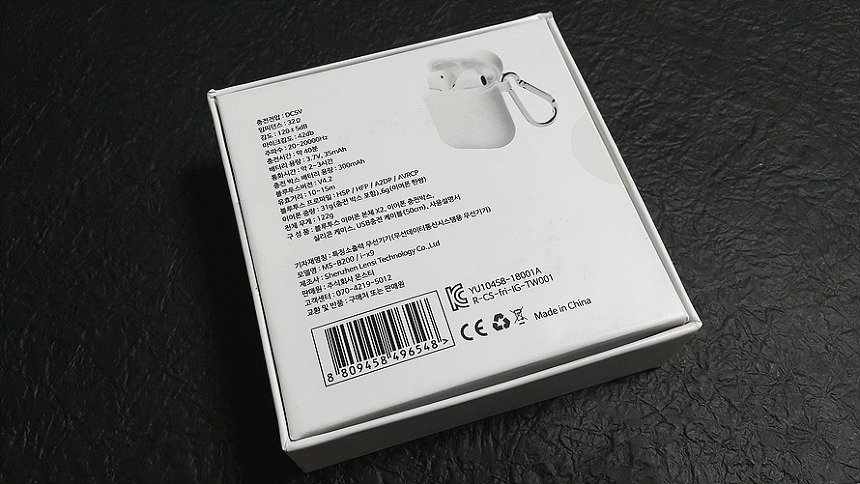 충전전압 : DC5V
임피던스 : 32Ω
감도 : 120±5dB
마이크감도 : 42db
주파수 : 20-20000Hz
충전시간 : 약 40분
배터리 용량 : 3.7V, 35mAh
통화시간 : 약 2~3시간
충전 박스 배터리 용량 : 300mAh
블루투스버전 : V4.2
유효거리 : 10~15m
블루투스 프로파일 : HSP / HFP / A2DP / AVRCP
이어폰 중량 : 31g(충전 박스 포함),6g(이어폰 한쌍)
전체 무게 : 122g
구 성 품 : 블루투스 이어폰 본체 X2, 이어폰 충전박스,
실리콘 케이스, USB충전 케이블(50cm), 사용설명서
기자재명칭 : 특정소출력 무선기기(무선데이터통신시스템용 무선기기)
모델명 : MS-B200 / i-x9
제조사 : Shenzhen Lensi Technology Co.,Ltd
판매원 : 주식회사 몬스터
고객센터 : 070-4219-5012
교환 및 반품 : 구매처 또는 판매원
YU10458-18001A
R-CS-fri-IG-TW001
CE
Made in China
8 809458 496548 >